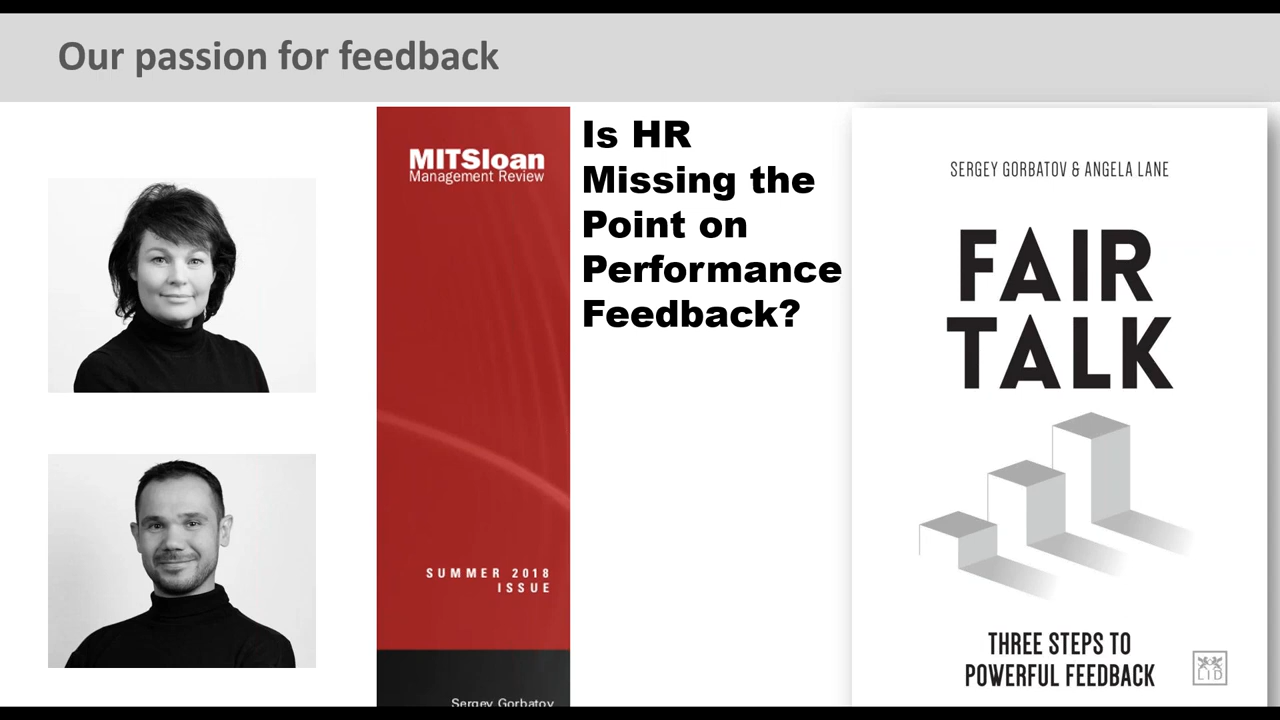 Our passion for feedback
MITSloan
Management Review
SUMMER 2018
ISSUE
Sergey Gorbatov
Is HR
Missing the
Point on
Performance
Feedback?
SERGEY GORBATOV & ANGELA LANE
FAIR
TALK
THREE STEPS TO
POWERFUL FEEDBACK
LID